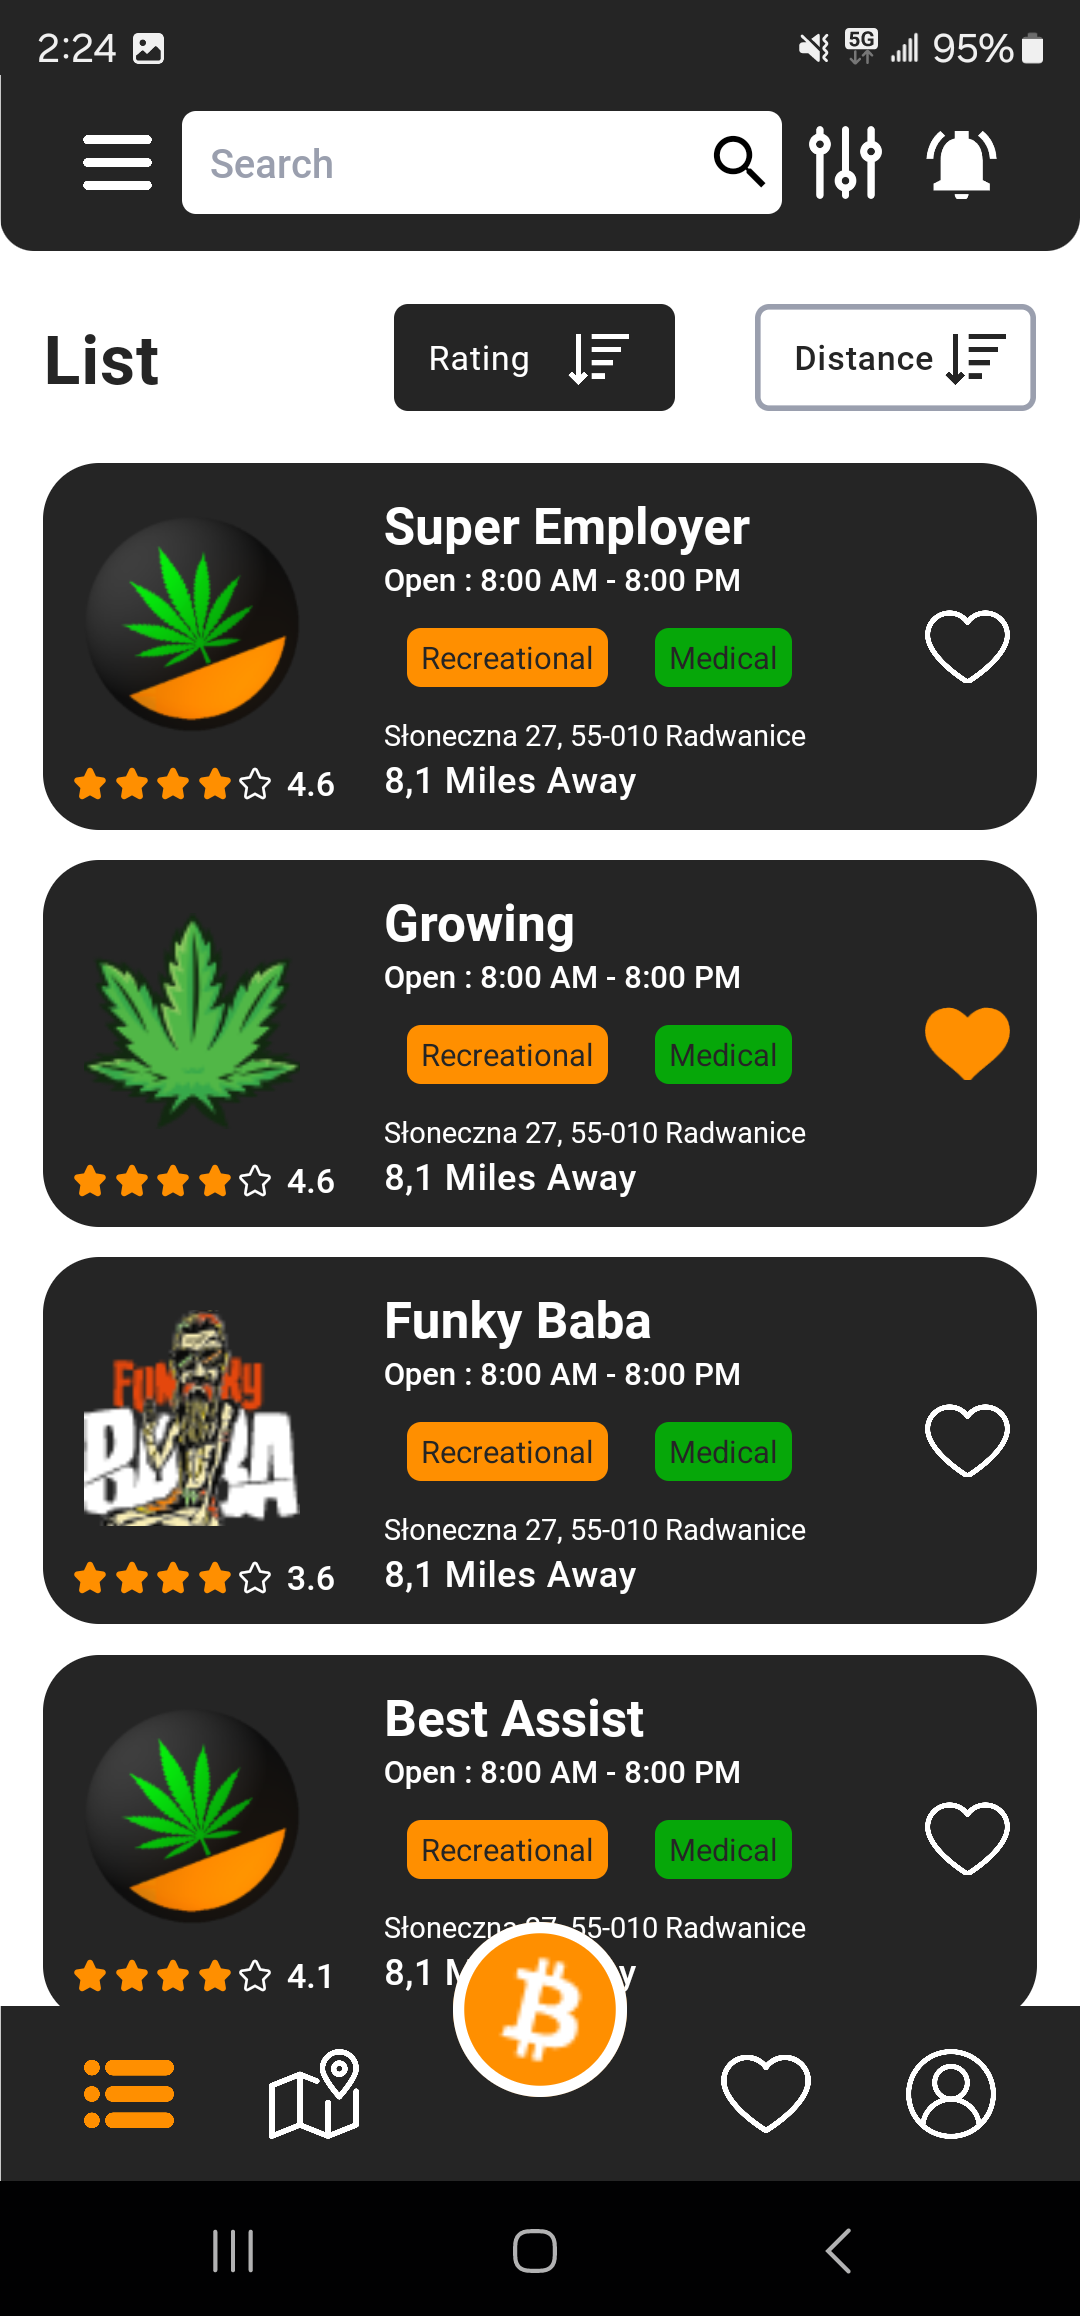 2:24
5G
95%
Search
List
Rating
Distance
Super Employer
Open : 8:00 AM - 8:00 PM
Recreational
Medical
Słoneczna 27, 55-010 Radwanice
4.6
8,1 Miles Away
Growing
Open : 8:00 AM - 8:00 PM
Recreational
Medical
Słoneczna 27, 55-010 Radwanice
4.6
8,1 Miles Away
Funky Baba
Open : 8:00 AM - 8:00 PM
FUNKY
BABA
Recreational
Medical
Słoneczna 27, 55-010 Radwanice
3.6
8,1 Miles Away
Best Assist
Open : 8:00 AM - 8:00 PM
Recreational
Medical
Słoneczna 27, 55-010 Radwanice
4.1
8,1 M y